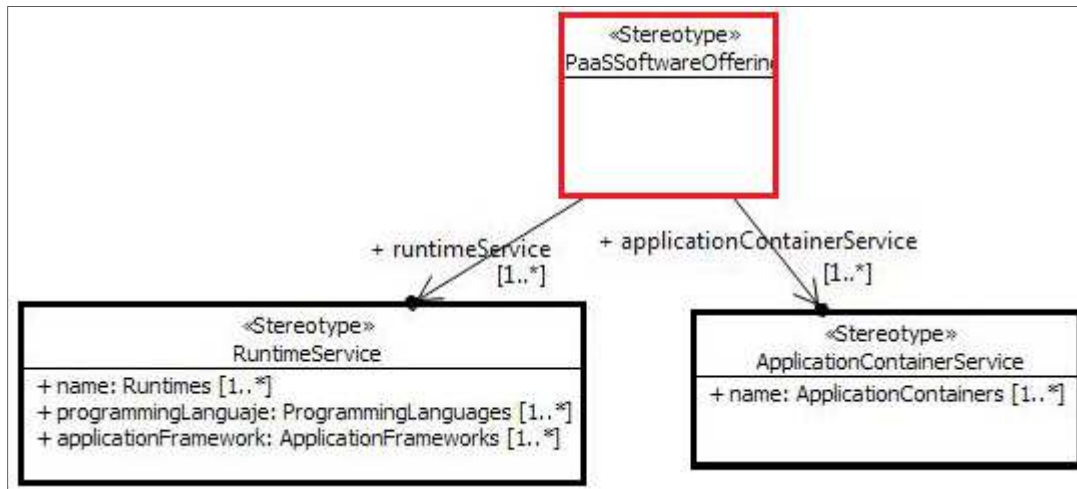 «Stereotype»
PaaSSoftwareOffering
+ runtimeService
[1..*]
+ applicationContainerService
[1..*]
«Stereotype»
RuntimeService
+ name: Runtimes [1..*]
+ programmingLanguaje: ProgrammingLanguages [1..*]
+ applicationFramework: ApplicationFrameworks [1..*]
«Stereotype»
ApplicationContainerService
+ name: ApplicationContainers [1..*]